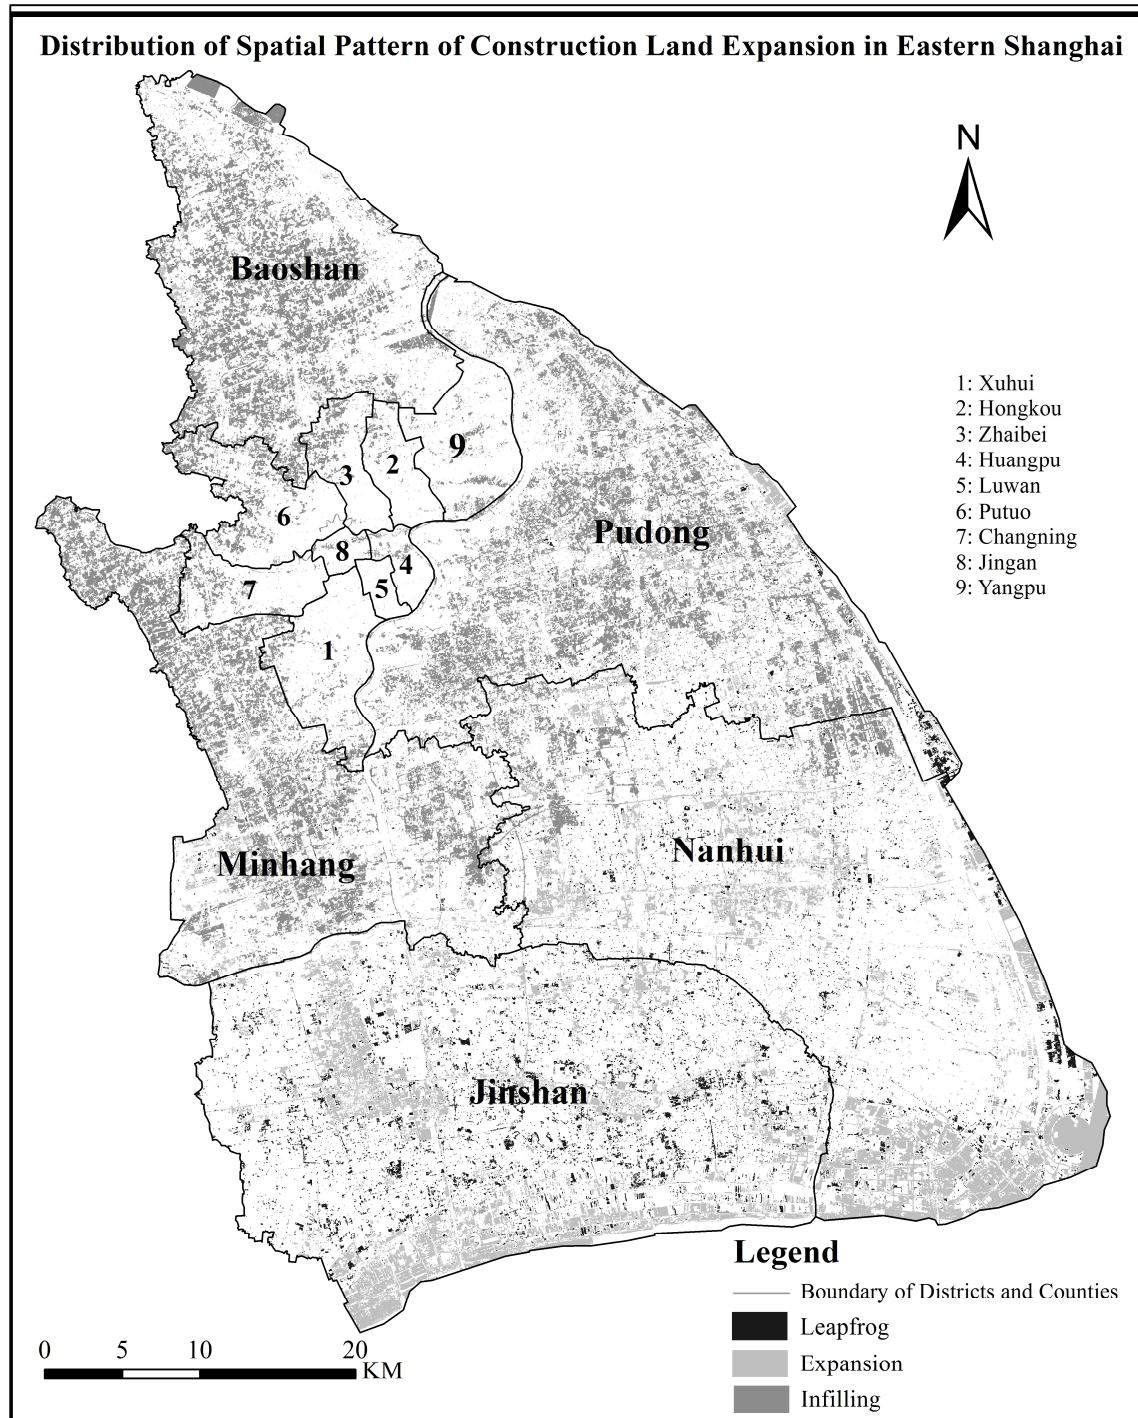 Distribution of Spatial Pattern of Construction Land Expansion in Eastern Shanghai
N
Baoshan
1: Xuhui
2: Hongkou
3: Zhaibei
4: Huangpu
5: Luwan
6: Putuo
7: Changning
8: Jingan
9: Yangpu
9
2
3
6
Pudong
8
4
7
5
1
Nanhui
Minhang
Jinshan
Legend
Boundary of Districts and Counties
Leapfrog
Expansion
Infilling
0 5 10 20
KM